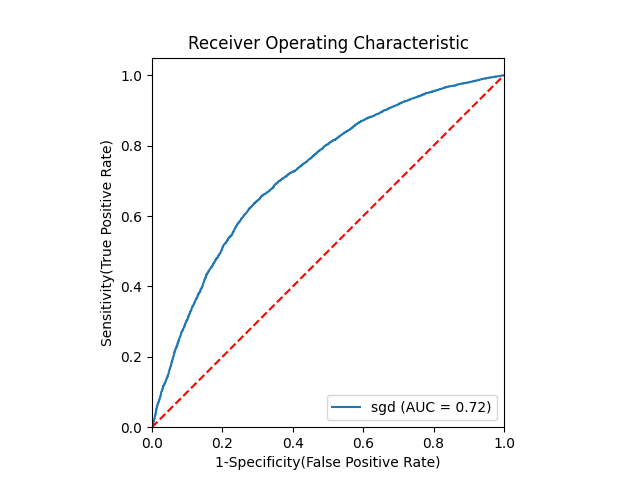 Receiver Operating Characteristic
Sensitivity(True Positive Rate)
1.0
0.8
0.6
0.4
0.2
0.0
0.0 0.2 0.4 0.6 0.8 1.0
sgd (AUC = 0.72)
1-Specificity(False Positive Rate)